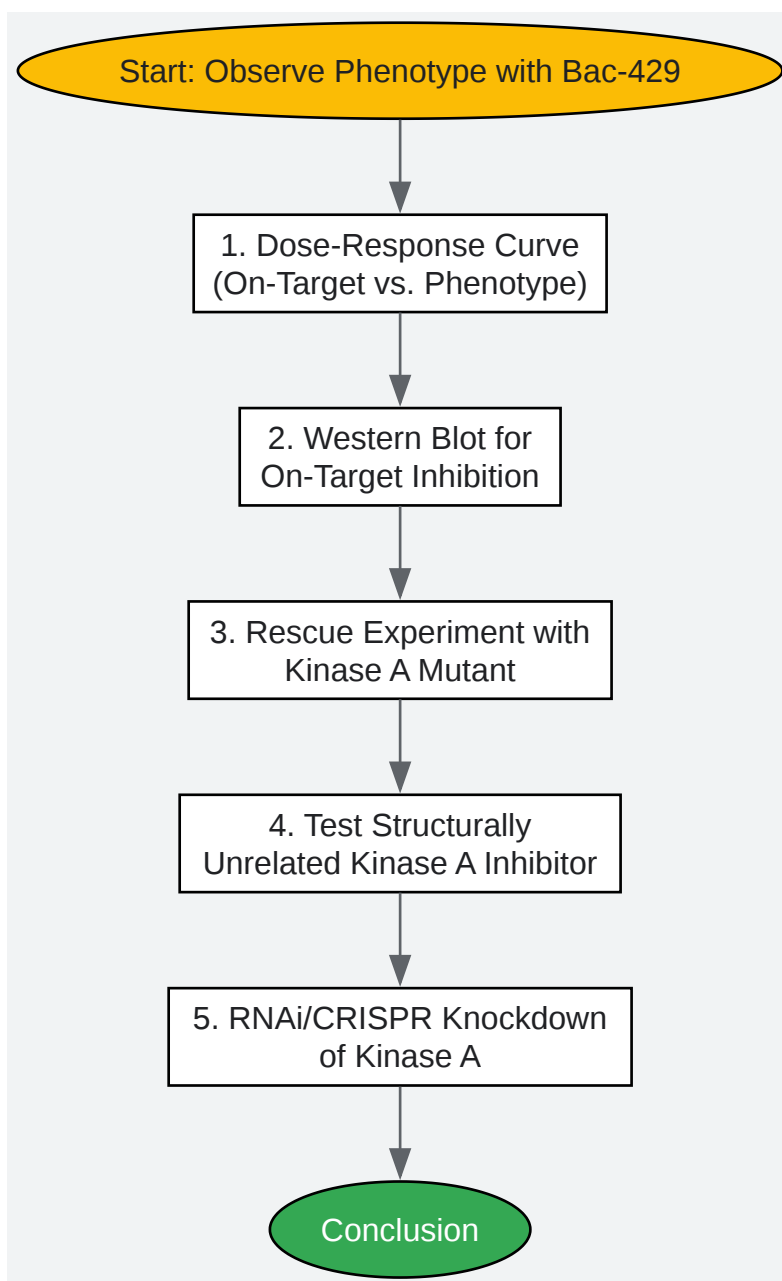 Start: Observe Phenotype with Bac-429
1. Dose-Response Curve
(On-Target vs. Phenotype)
2. Western Blot for
On-Target Inhibition
3. Rescue Experiment with
Kinase A Mutant
4. Test Structurally
Unrelated Kinase A Inhibitor
5. RNAi/CRISPR Knockdown
of Kinase A
Conclusion